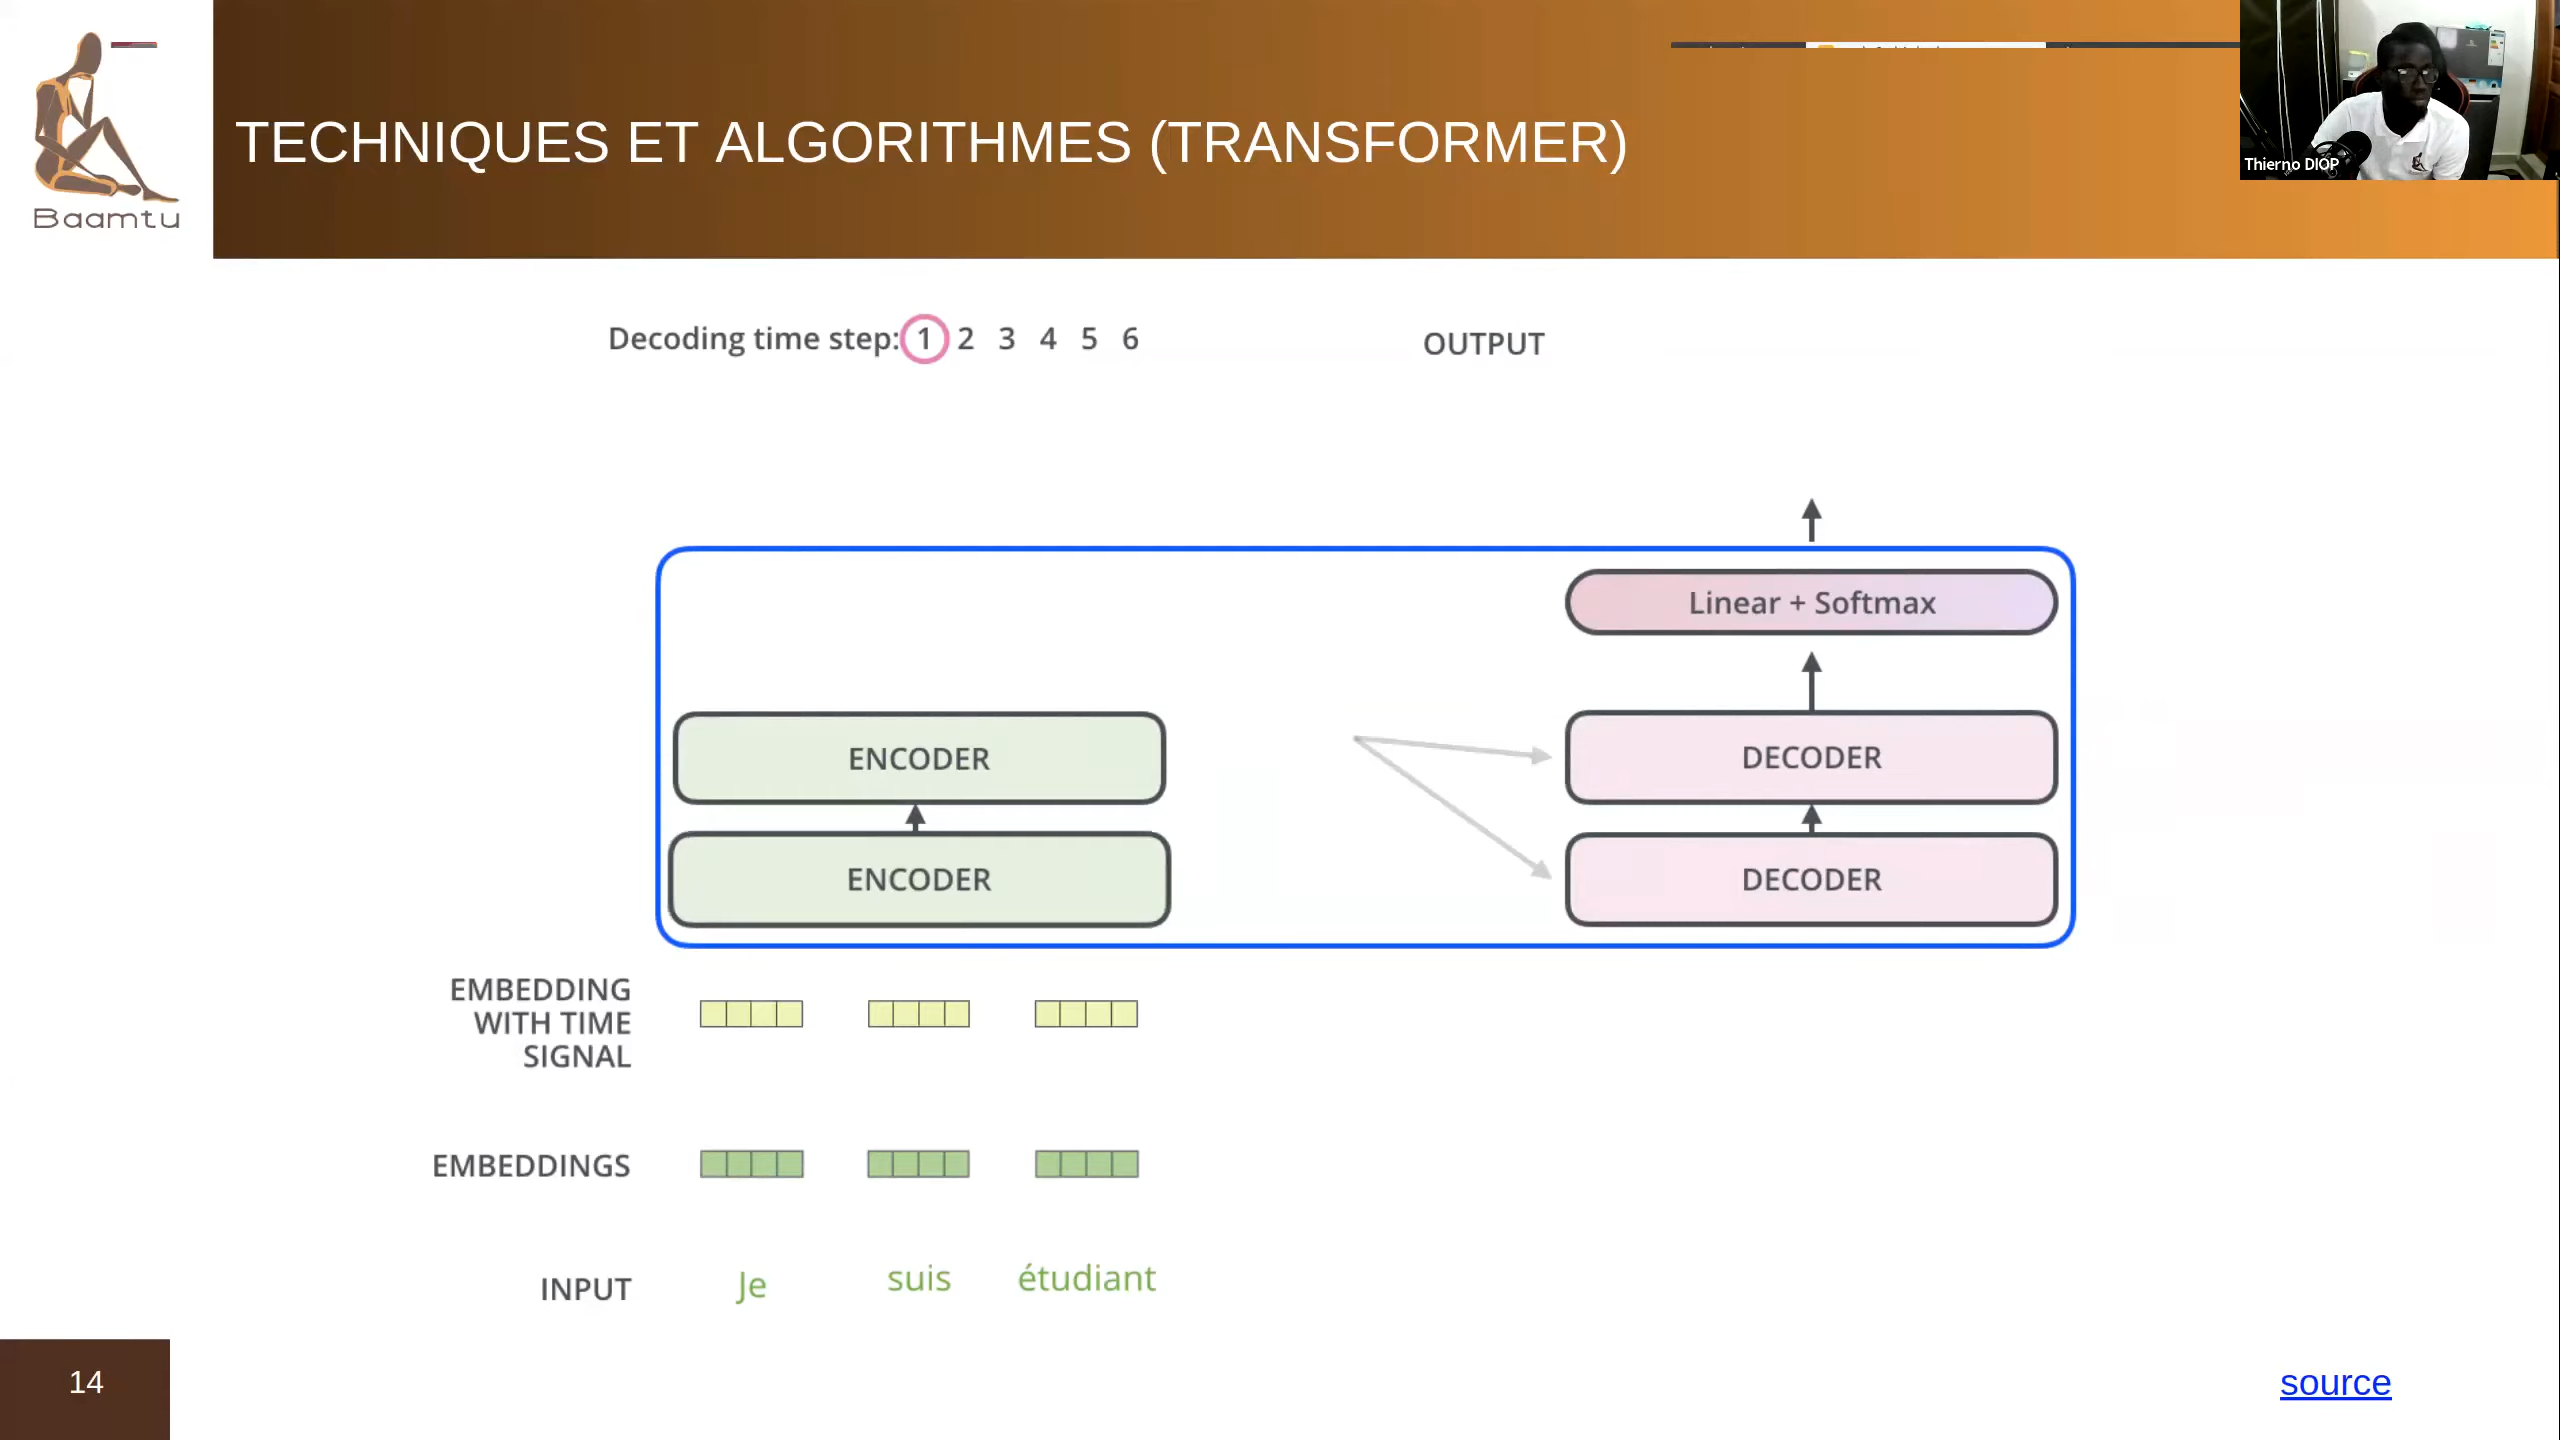 Baamtu
TECHNIQUES ET ALGORITHMES (TRANSFORMER)
Thierno DIOP
Decoding time step: 1 2 3 4 5 6
OUTPUT
Linear + Softmax
ENCODER
DECODER
ENCODER
DECODER
EMBEDDING
WITH TIME
SIGNAL
EMBEDDINGS
INPUT Je suis étudiant
14
source